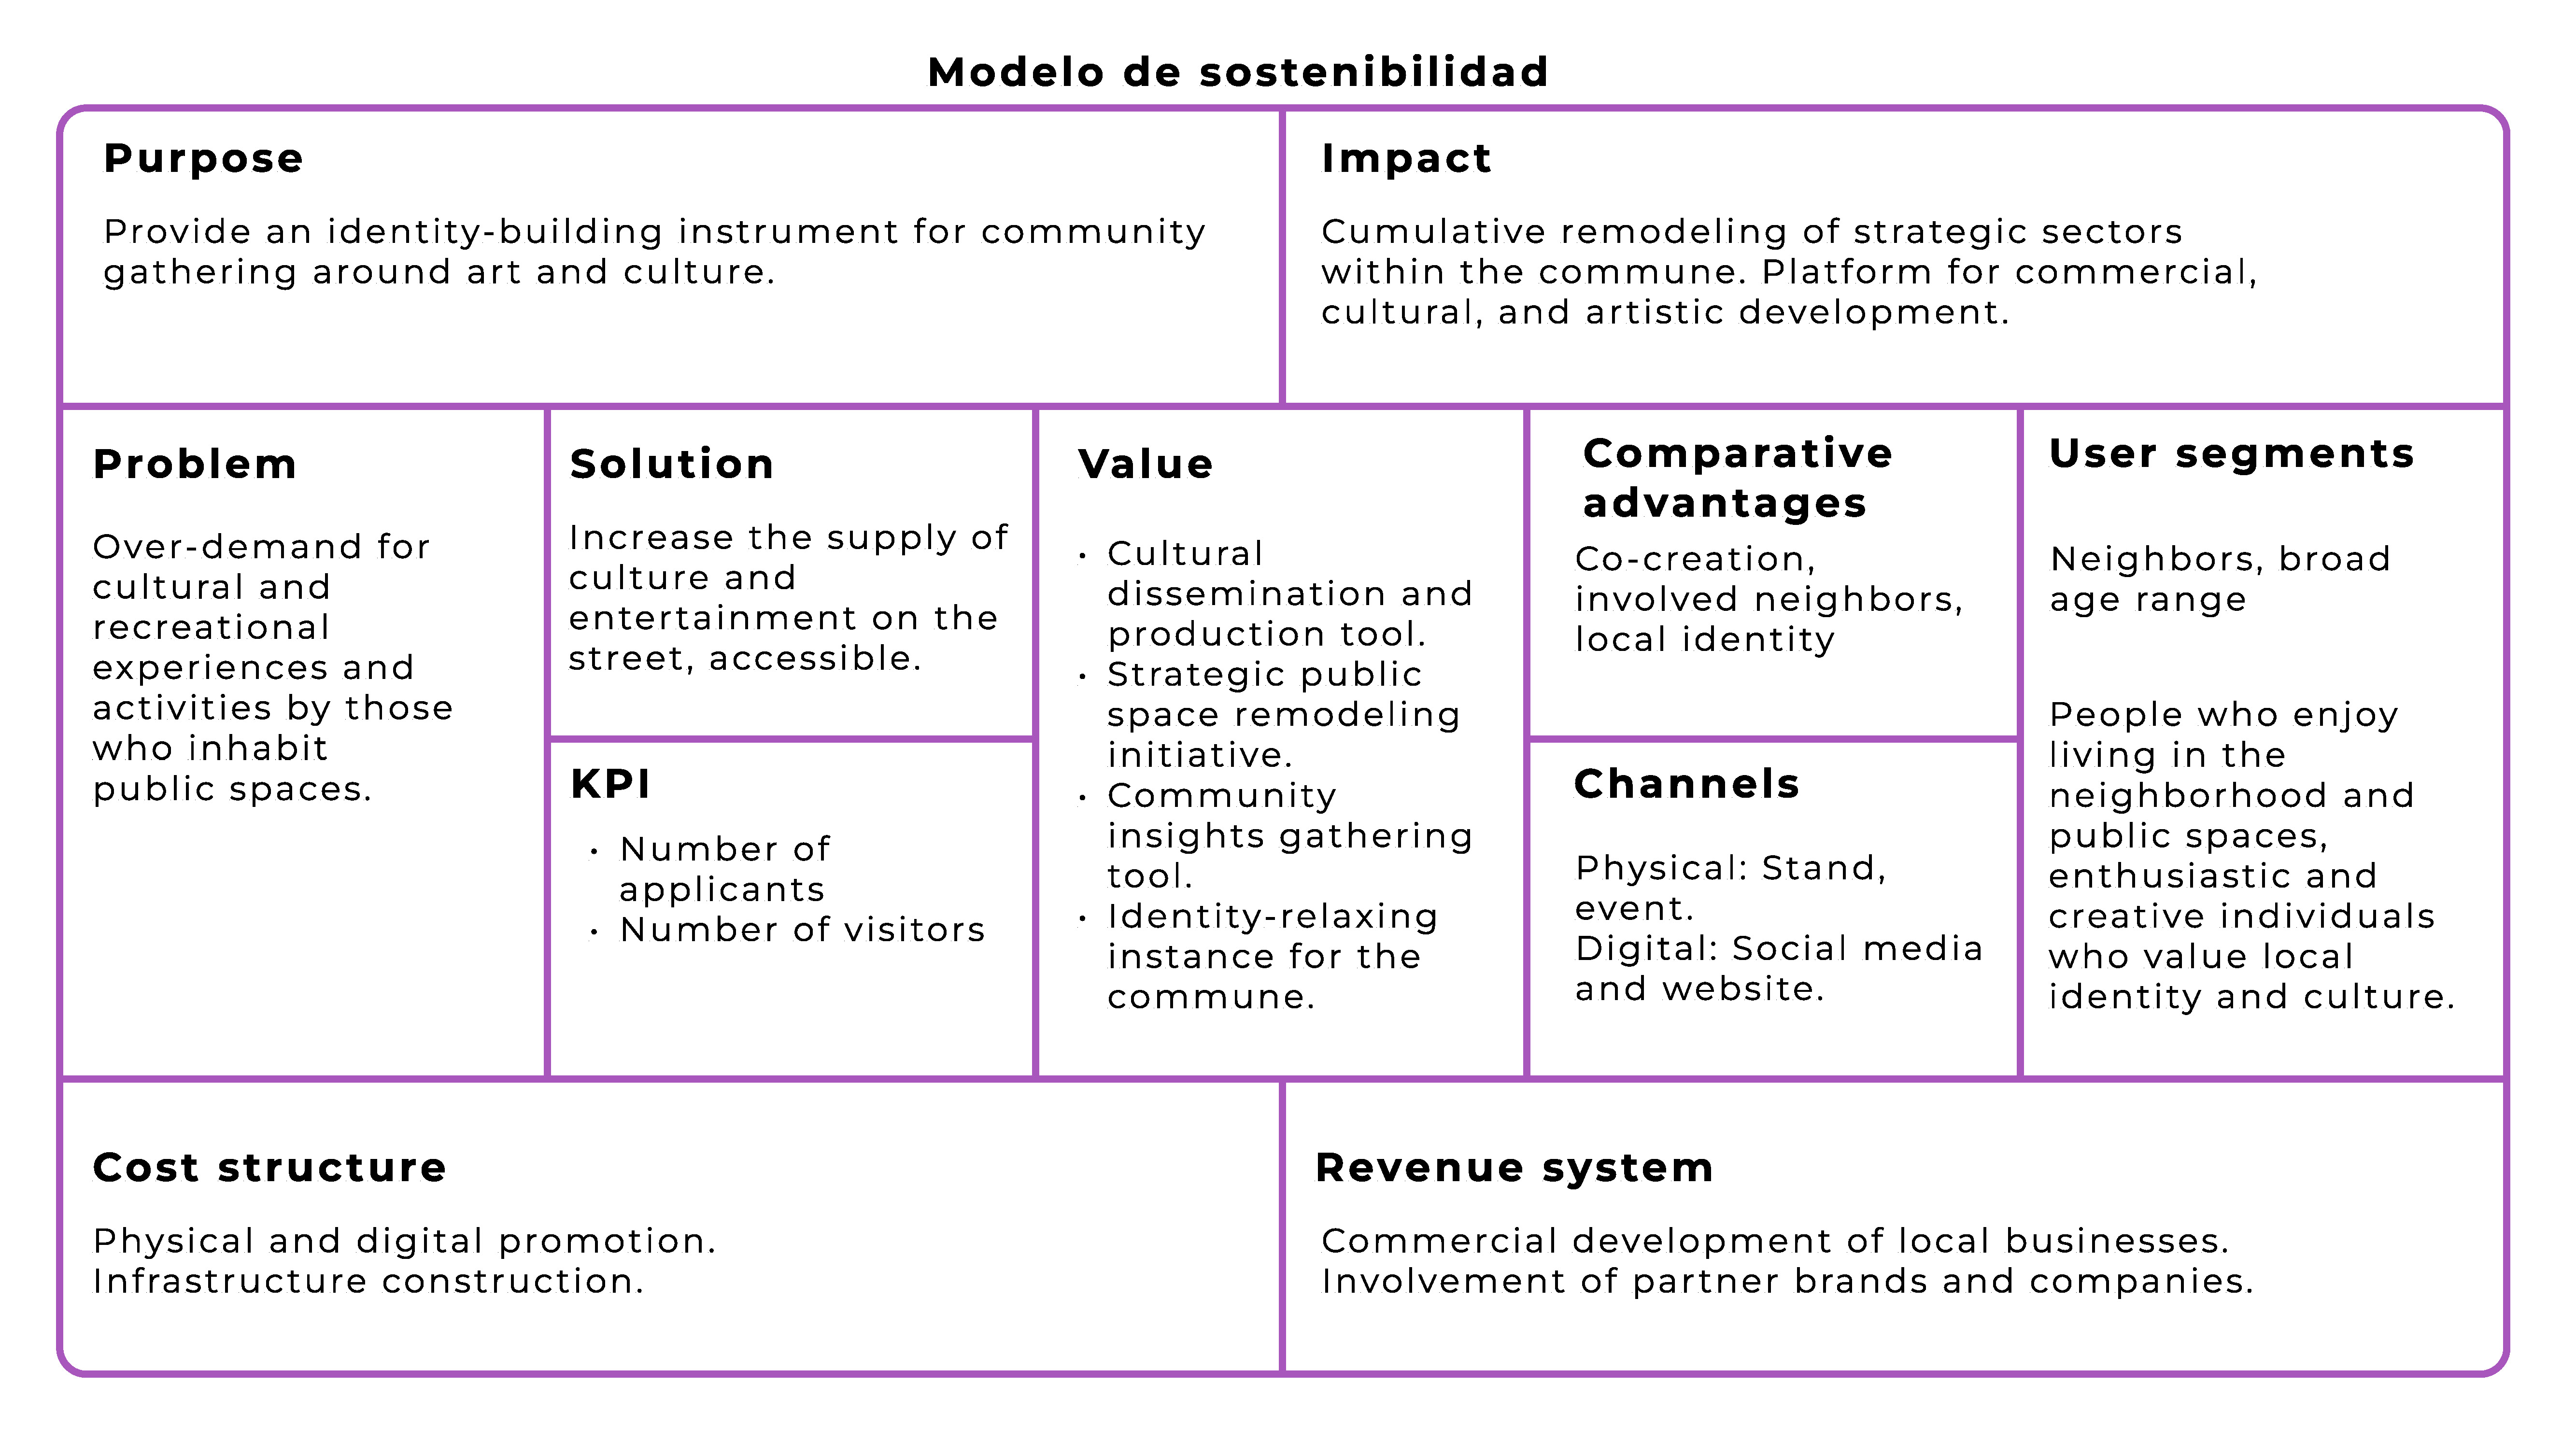 Modelo de sostenibilidad
Purpose
Provide an identity-building instrument for community
gathering around art and culture.
Impact
Cumulative remodeling of strategic sectors
within the commune. Platform for commercial,
cultural, and artistic development.
Problem
Over-demand for
cultural and
recreational
experiences and
activities by those
who inhabit
public spaces.
Solution
Increase the supply of
culture and
entertainment on the
street, accessible.
KPI
• Number of
applicants
• Number of visitors
Value
• Cultural
dissemination and
production tool.
• Strategic public
space remodeling
initiative.
• Community
insights gathering
tool.
• Identity-relaxing
instance for the
commune.
Comparative
advantages
Co-creation,
involved neighbors,
local identity
Channels
Physical: Stand,
event.
Digital: Social media
and website.
User segments
Neighbors, broad
age range
People who enjoy
living in the
neighborhood and
public spaces,
enthusiastic and
creative individuals
who value local
identity and culture.
Cost structure
Physical and digital promotion.
Infrastructure construction.
Revenue system
Commercial development of local businesses.
Involvement of partner brands and companies.